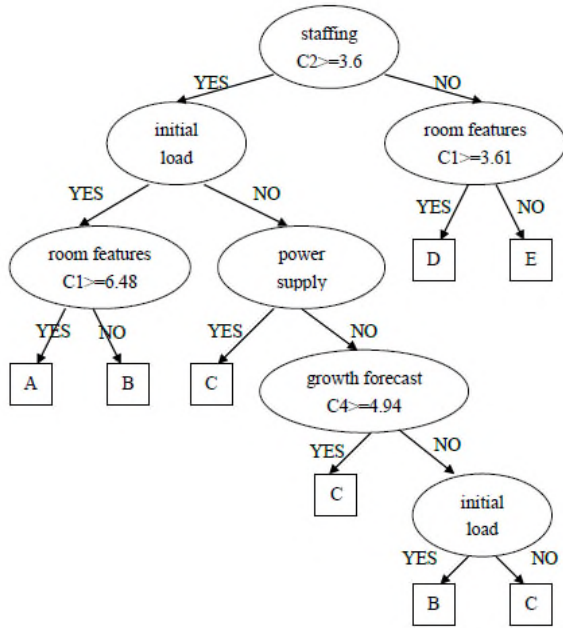 staffing
C2>=3.6
YES
NO
initial
load
room features
C1>=3.61
YES
NO
YES
NO
room features
C1>=6.48
power
supply
D
E
YES
NO
YES
NO
A
B
C
growth forecast
C4>=4.94
YES
NO
C
initial
load
YES
NO
B
C